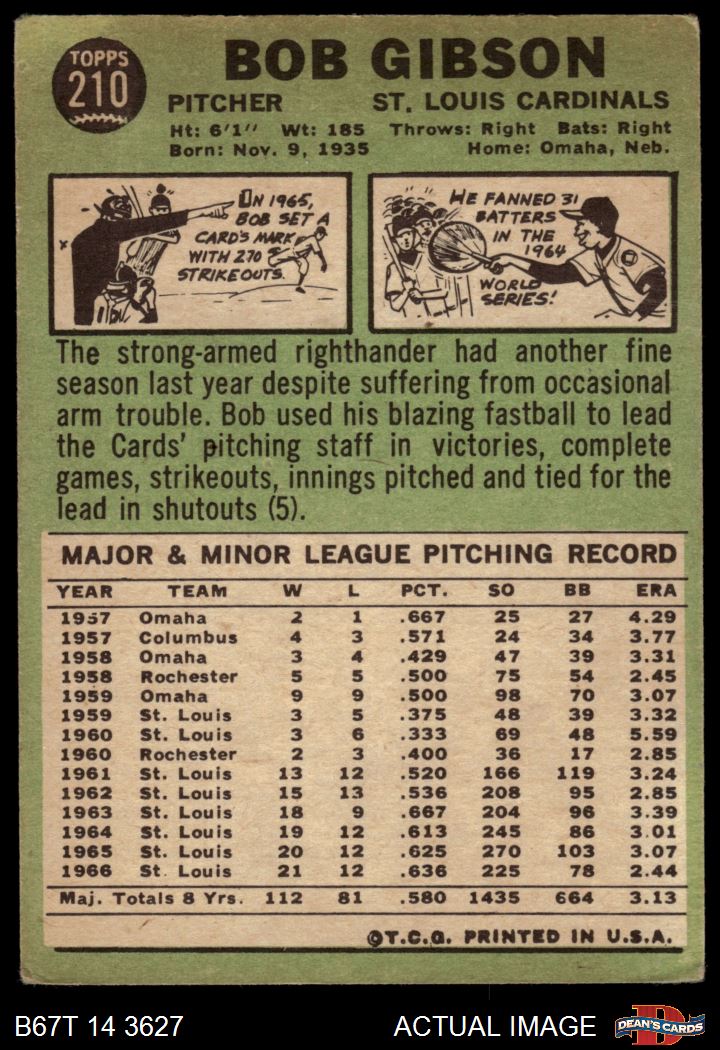 TOPPS
210
BOB GIBSON
PITCHER ST. LOUIS CARDINALS
Ht: 6'1" Wt: 185 Throws: Right Bats: Right
Born: Nov. 9, 1935 Home: Omaha, Neb.
IN 1965,
BOB SET A
CARD'S MARK
WITH 270
STRIKEOUTS.
HE FANNED 31
BATTERS
IN THE
1964
WORLD
SERIES!
The strong-armed righthander had another fine
season last year despite suffering from occasional
arm trouble. Bob used his blazing fastball to lead
the Cards' pitching staff in victories, complete
games, strikeouts, innings pitched and tied for the
lead in shutouts (5).
MAJOR & MINOR LEAGUE PITCHING RECORD
YEAR TEAM W L PCT. SO BB ERA
1957 Omaha 2 1 .667 25 27 4.29
1957 Columbus 4 3 .571 24 34 3.77
1958 Omaha 3 4 .429 47 39 3.31
1958 Rochester 5 5 .500 75 54 2.45
1959 Omaha 9 9 .500 98 70 3.07
1959 St. Louis 3 5 .375 48 39 3.32
1960 St. Louis 3 6 .333 69 48 5.59
1960 Rochester 2 3 .400 36 17 2.85
1961 St. Louis 13 12 .520 166 119 3.24
1962 St. Louis 15 13 .536 208 95 2.85
1963 St. Louis 18 9 .667 204 96 3.39
1964 St. Louis 19 12 .613 245 86 3.01
1965 St. Louis 20 12 .625 270 103 3.07
1966 St. Louis 21 12 .636 225 78 2.44
Maj. Totals 8 Yrs. 112 81 .580 1435 664 3.13
©T.C.G. PRINTED IN U.S.A.
B67T 14 3627 ACTUAL IMAGE DEAN'S CARDS